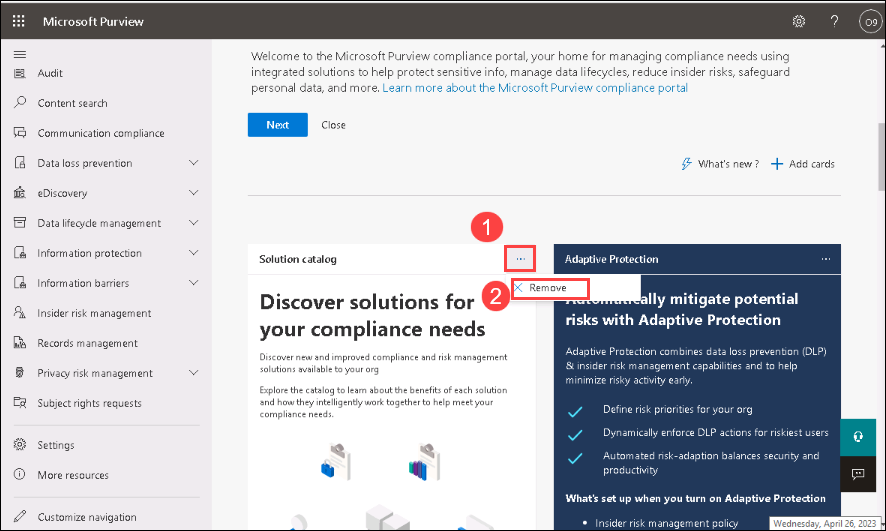 Microsoft Purview
?
O9
Audit
Content search
Communication compliance
Data loss prevention
eDiscovery
Data lifecycle management
Information protection
Information barriers
Insider risk management
Records management
Privacy risk management
Subject rights requests
Settings
More resources
Customize navigation
Welcome to the Microsoft Purview compliance portal, your home for managing compliance needs using
integrated solutions to help protect sensitive info, manage data lifecycles, reduce insider risks, safeguard
personal data, and more. Learn more about the Microsoft Purview compliance portal
Next Close
What's new ? Add cards
1
Solution catalog ...
2
Remove
Discover solutions for
your compliance needs
Discover new and improved compliance and risk management
solutions available to your org
Explore the catalog to learn about the benefits of each solution
and how they intelligently work together to help meet your
compliance needs.
Adaptive Protection ...
Automatically mitigate potential
risks with Adaptive Protection
Adaptive Protection combines data loss prevention (DLP)
& insider risk management capabilities and to help
minimize risky activity early.
Define risk priorities for your org
Dynamically enforce DLP actions for riskiest users
Automated risk-adaption balances security and
productivity
What's set up when you turn on Adaptive Protection
• Insider risk management policy
Wednesday, April 26, 2023